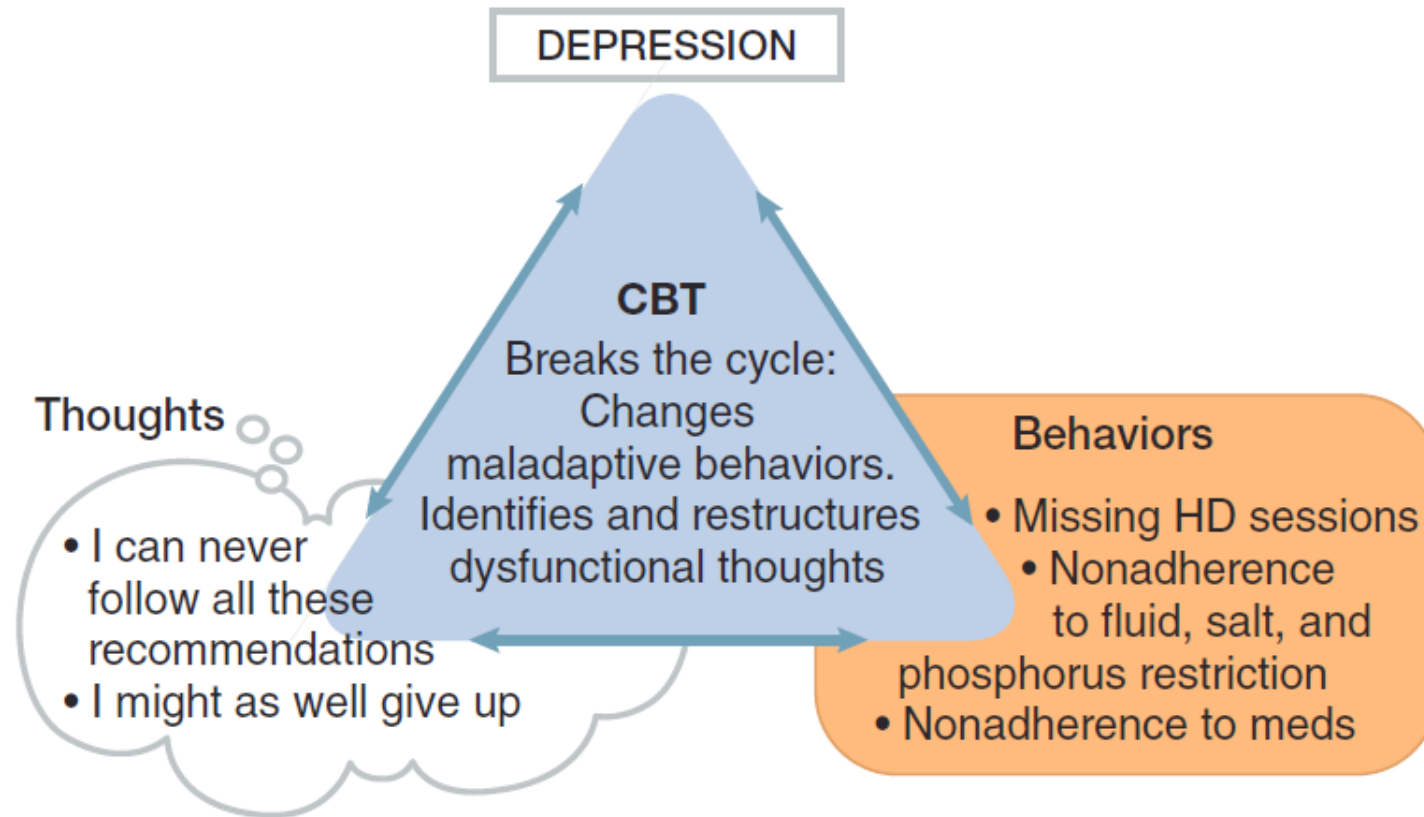 DEPRESSION
CBT
Breaks the cycle:
Changes
maladaptive behaviors.
Identifies and restructures
dysfunctional thoughts
Thoughts
• I can never
follow all these
recommendations
• I might as well give up
Behaviors
• Missing HD sessions
• Nonadherence
to fluid, salt, and
phosphorus restriction
• Nonadherence to meds